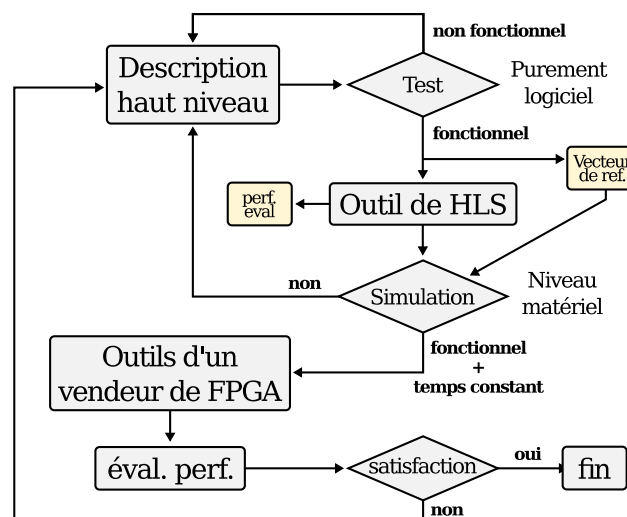 non fonctionnel
Description
haut niveau
Test
Purement
logiciel
fonctionnel
Vecteur
de ref.
perf.
eval
Outil de HLS
non
Simulation
Niveau
matériel
Outils d'un
vendeur de FPGA
fonctionnel
+
temps constant
éval. perf.
satisfaction
oui
fin
non